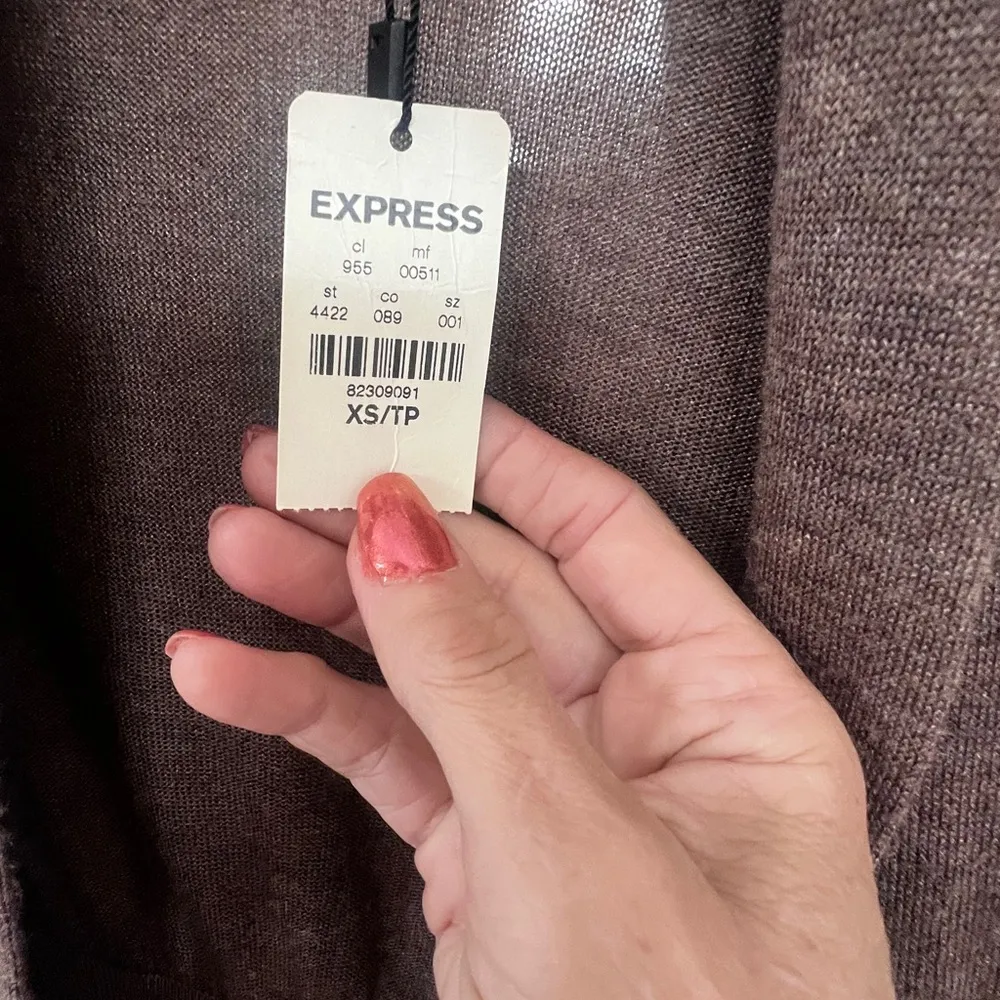 EXPRESS
cl mf
955 00511
st co sz
4422 089 001
82309091
XS/TP